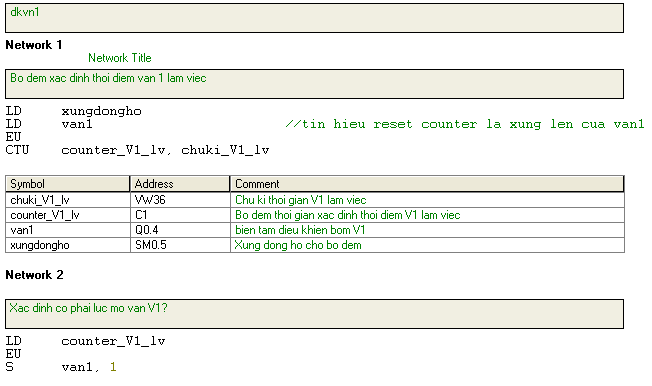 dkvn1
Network 1
Network Title
Bo dem xac dinh thoi diem van 1 lam viec
LD xungdongho
LD van1 //tin hieu reset counter la xung len cua van1
EU
CTU counter_V1_lv, chuki_V1_lv
Symbol Address Comment
chuki_V1_lv VW36 Chu ki thoi gian V1 lam viec
counter_V1_lv C1 Bo dem thoi gian xac dinh thoi diem V1 lam viec
van1 Q0.4 bien tam dieu khien bom V1
xungdongho SM0.5 Xung dong ho cho bo dem
Network 2
Xac dinh co phai luc mo van V1?
LD counter_V1_lv
EU
S van1, 1